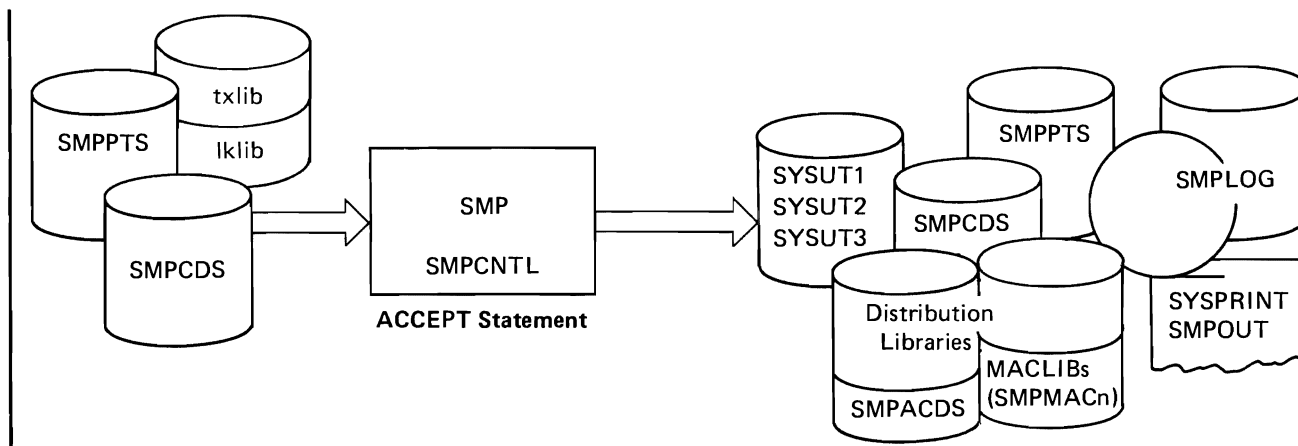 txlib
lklib
SMPPTS
SMPCDS
SMP
SMPCNTL
ACCEPT Statement
SYSUT1
SYSUT2
SYSUT3
SMPPTS
SMPCDS
SMPLOG
Distribution
Libraries
SMPACDS
MACLIBs
(SMPMACn)
SYSPRINT
SMPOUT